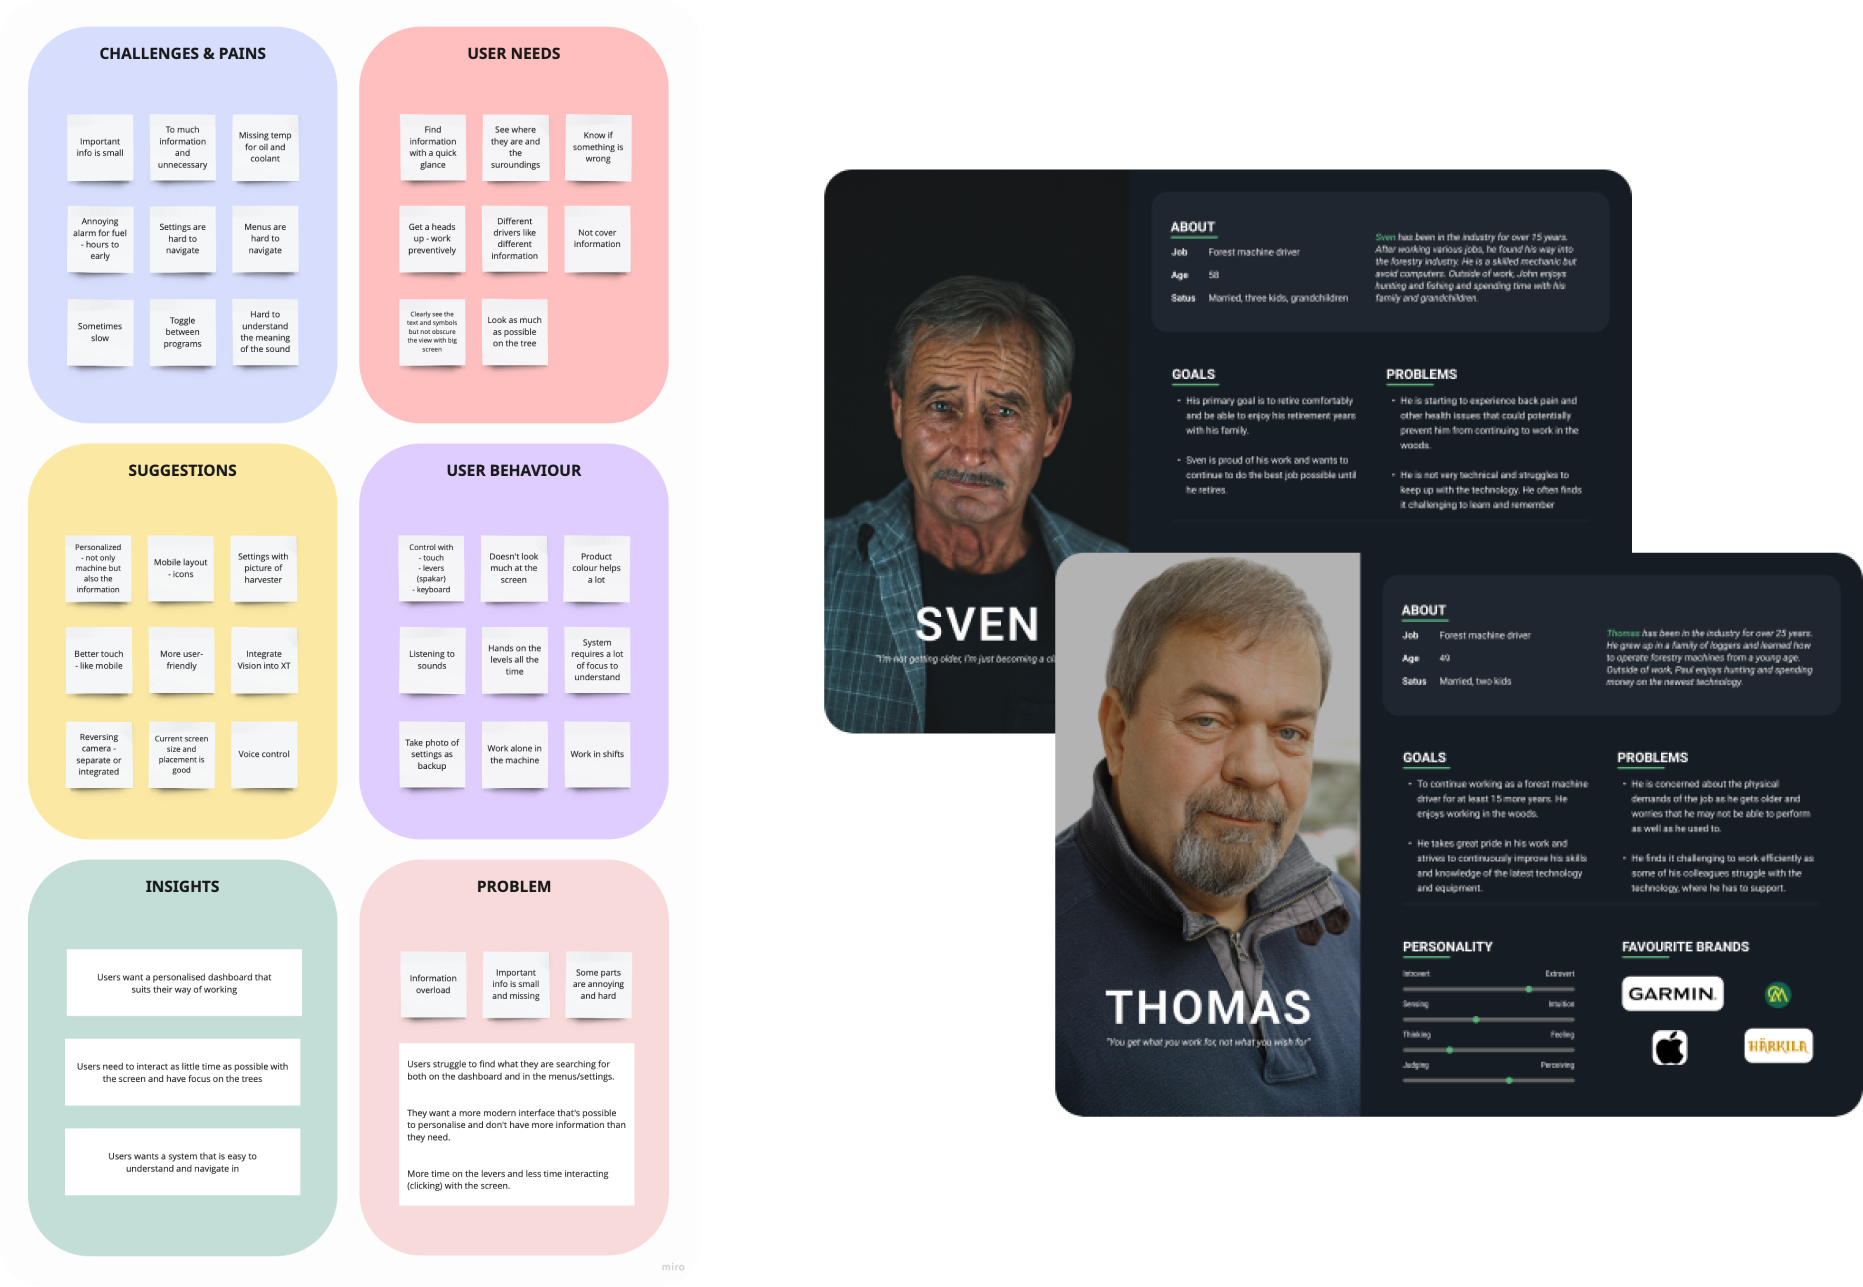 CHALLENGES & PAINS
Important
info is small
To much
information
and
unnecessary
Missing temp
for oil and
coolant
Annoying
alarm for fuel
- hours to
early
Settings are
hard to
navigate
Menus are
hard to
navigate
Sometimes
slow
Toggle
between
programs
Hard to
understand
the meaning
of the sound
USER NEEDS
Find
information
with a quick
glance
See where
they are and
the
suroundings
Know if
something is
wrong
Get a heads
up - work
preventively
Different
drivers like
different
information
Not cover
information
Clearly see the
text and symbols
but not obscure
the view with big
screen
Look as much
as possible
on the tree
SUGGESTIONS
Personalized
- not only
machine but
also the
information
Mobile layout
- icons
Settings with
picture of
harvester
Better touch
- like mobile
More user-
friendly
Integrate
Vision into XT
Reversing
camera -
separate or
integrated
Current screen
size and
placement is
good
Voice control
USER BEHAVIOUR
Control with
- touch
- levers
(spakar)
- keyboard
Doesn't look
much at the
screen
Product
colour helps
a lot
Listening to
sounds
Hands on the
levels all the
time
System
requires a lot
of focus to
understand
Take photo of
settings as
backup
Work alone in
the machine
Work in shifts
INSIGHTS
Users want a personalised dashboard that
suits their way of working
Users need to interact as little time as possible with
the screen and have focus on the trees
Users wants a system that is easy to
understand and navigate in
PROBLEM
Information
overload
Important
info is small
and missing
Some parts
are annoying
and hard
Users struggle to find what they are searching for
both on the dashboard and in the menus/settings.
They want a more modern interface that's possible
to personalise and don't have more information than
they need.
More time on the levers and less time interacting
(clicking) with the screen.
miro
SVEN
"I'm not getting older, I'm just becoming a cl
ABOUT
Job Forest machine driver
Age 58
Satus Married, three kids, grandchildren
Sven has been in the industry for over 15 years.
After working various jobs, he found his way into
the forestry industry. He is a skilled mechanic but
avoid computers. Outside of work, John enjoys
hunting and fishing and spending time with his
family and grandchildren.
GOALS
• His primary goal is to retire comfortably
and be able to enjoy his retirement years
with his family.
• Sven is proud of his work and wants to
continue to do the best job possible until
he retires.
PROBLEMS
• He is starting to experience back pain and
other health issues that could potentially
prevent him from continuing to work in the
woods.
• He is not very technical and struggles to
keep up with the technology. He often finds
it challenging to learn and remember
THOMAS
"You get what you work for, not what you wish for"
ABOUT
Job Forest machine driver
Age 49
Satus Married, two kids
Thomas has been in the industry for over 25 years.
He grew up in a family of loggers and learned how
to operate forestry machines from a young age.
Outside of work, Paul enjoys hunting and spending
money on the newest technology.
GOALS
• To continue working as a forest machine
driver for at least 15 more years. He
enjoys working in the woods.
• He takes great pride in his work and
strives to continuously improve his skills
and knowledge of the latest technology
and equipment.
PROBLEMS
• He is concerned about the physical
demands of the job as he gets older and
worries that he may not be able to perform
as well as he used to.
• He finds it challenging to work efficiently as
some of his colleagues struggle with the
technology, where he has to support.
PERSONALITY
Introvert Extrovert
Sensing Intuition
Thinking Feeling
Judging Perceiving
FAVOURITE BRANDS
GARMIN.
HÄRKILA